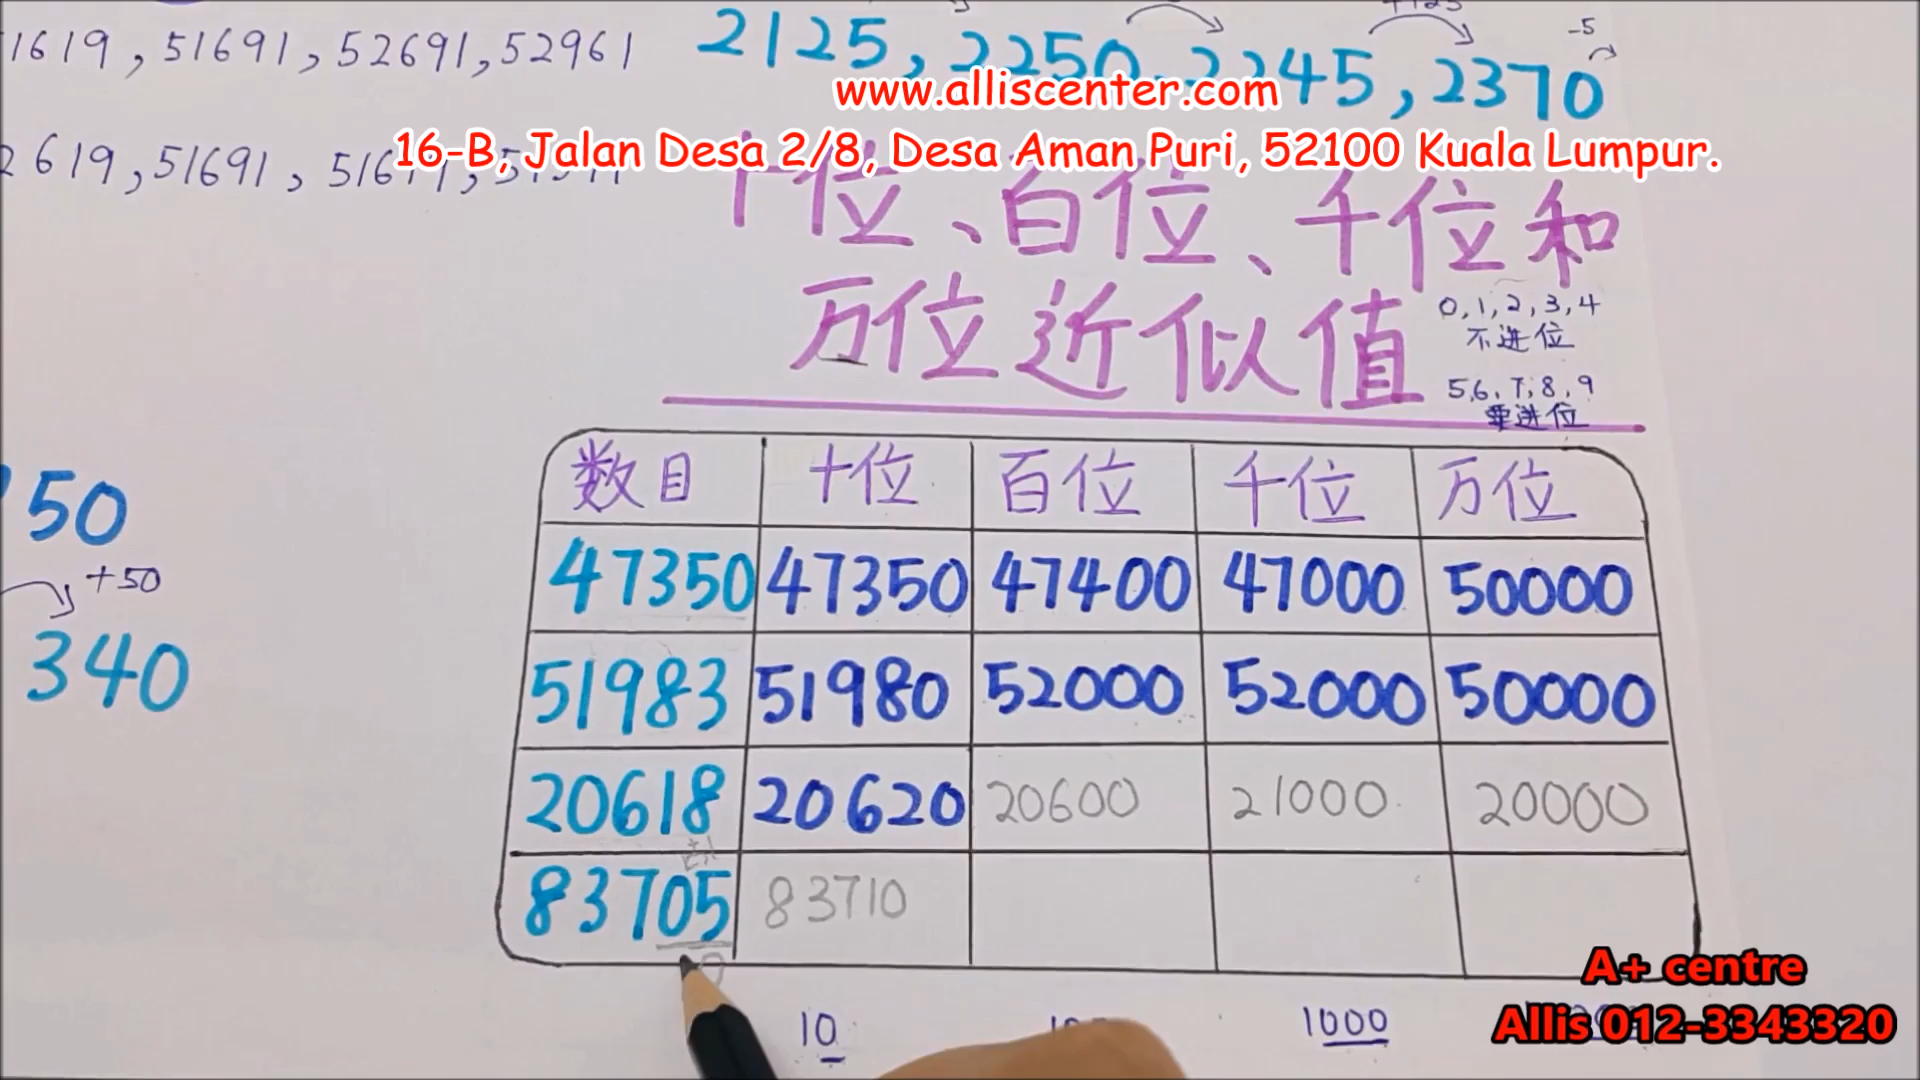 1619, 51691, 52691, 52961
2125, 2250, 2245, 2370
-5
www.alliscenter.com
16-B, Jalan Desa 2/8, Desa Aman Puri, 52100 Kuala Lumpur.
2619, 51691,
十位、百位、千位和
万位近似值
0, 1, 2, 3, 4
不进位
5, 6, 7, 8, 9
要进位
50
+50
340
数目 十位 百位 千位 万位
47350 47350 47400 47000 50000
51983 51980 52000 52000 50000
20618 20620 20600 21000 20000
+1
83705 83710
0
10 1000
A+ centre
Allis 012-3343320